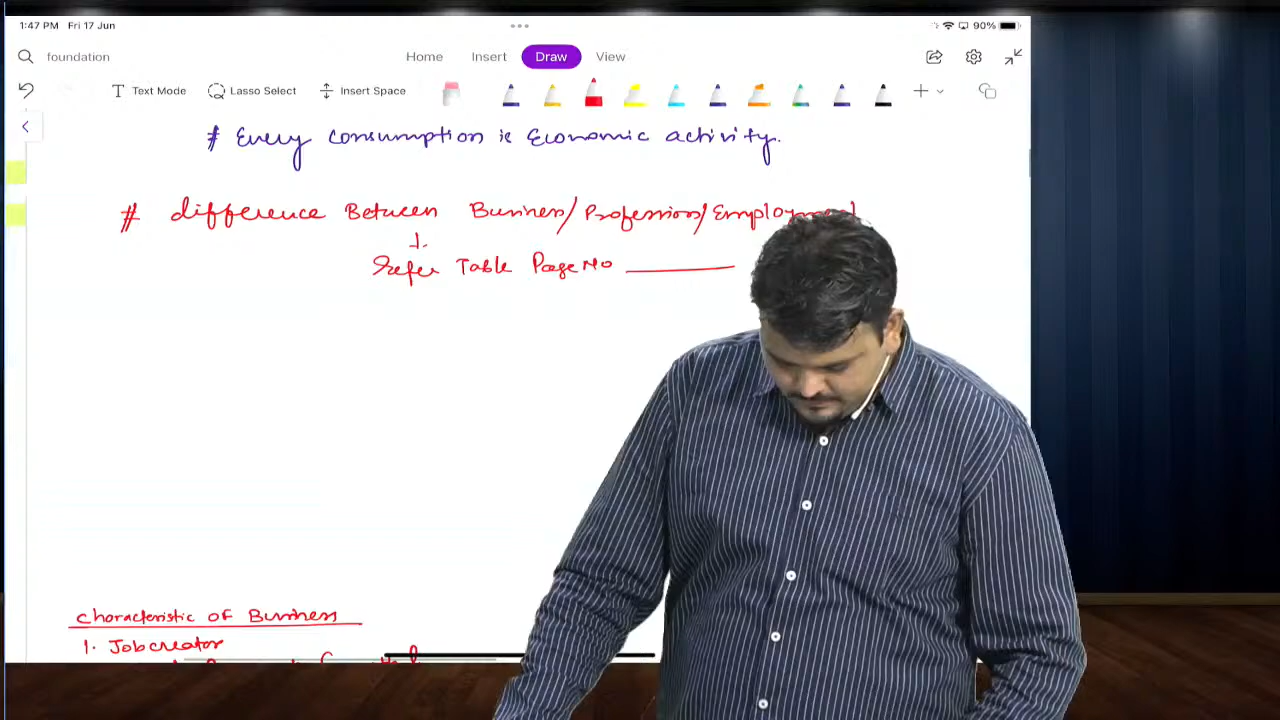 1:47 PM Fri 17 Jun
90%
foundation
Home Insert Draw View
Text Mode Lasso Select Insert Space
# Every consumption is Economic activity.
# difference Between Business/Profession/Employment
Refer Table Page No ______
Characteristic of Business
1. Job creator